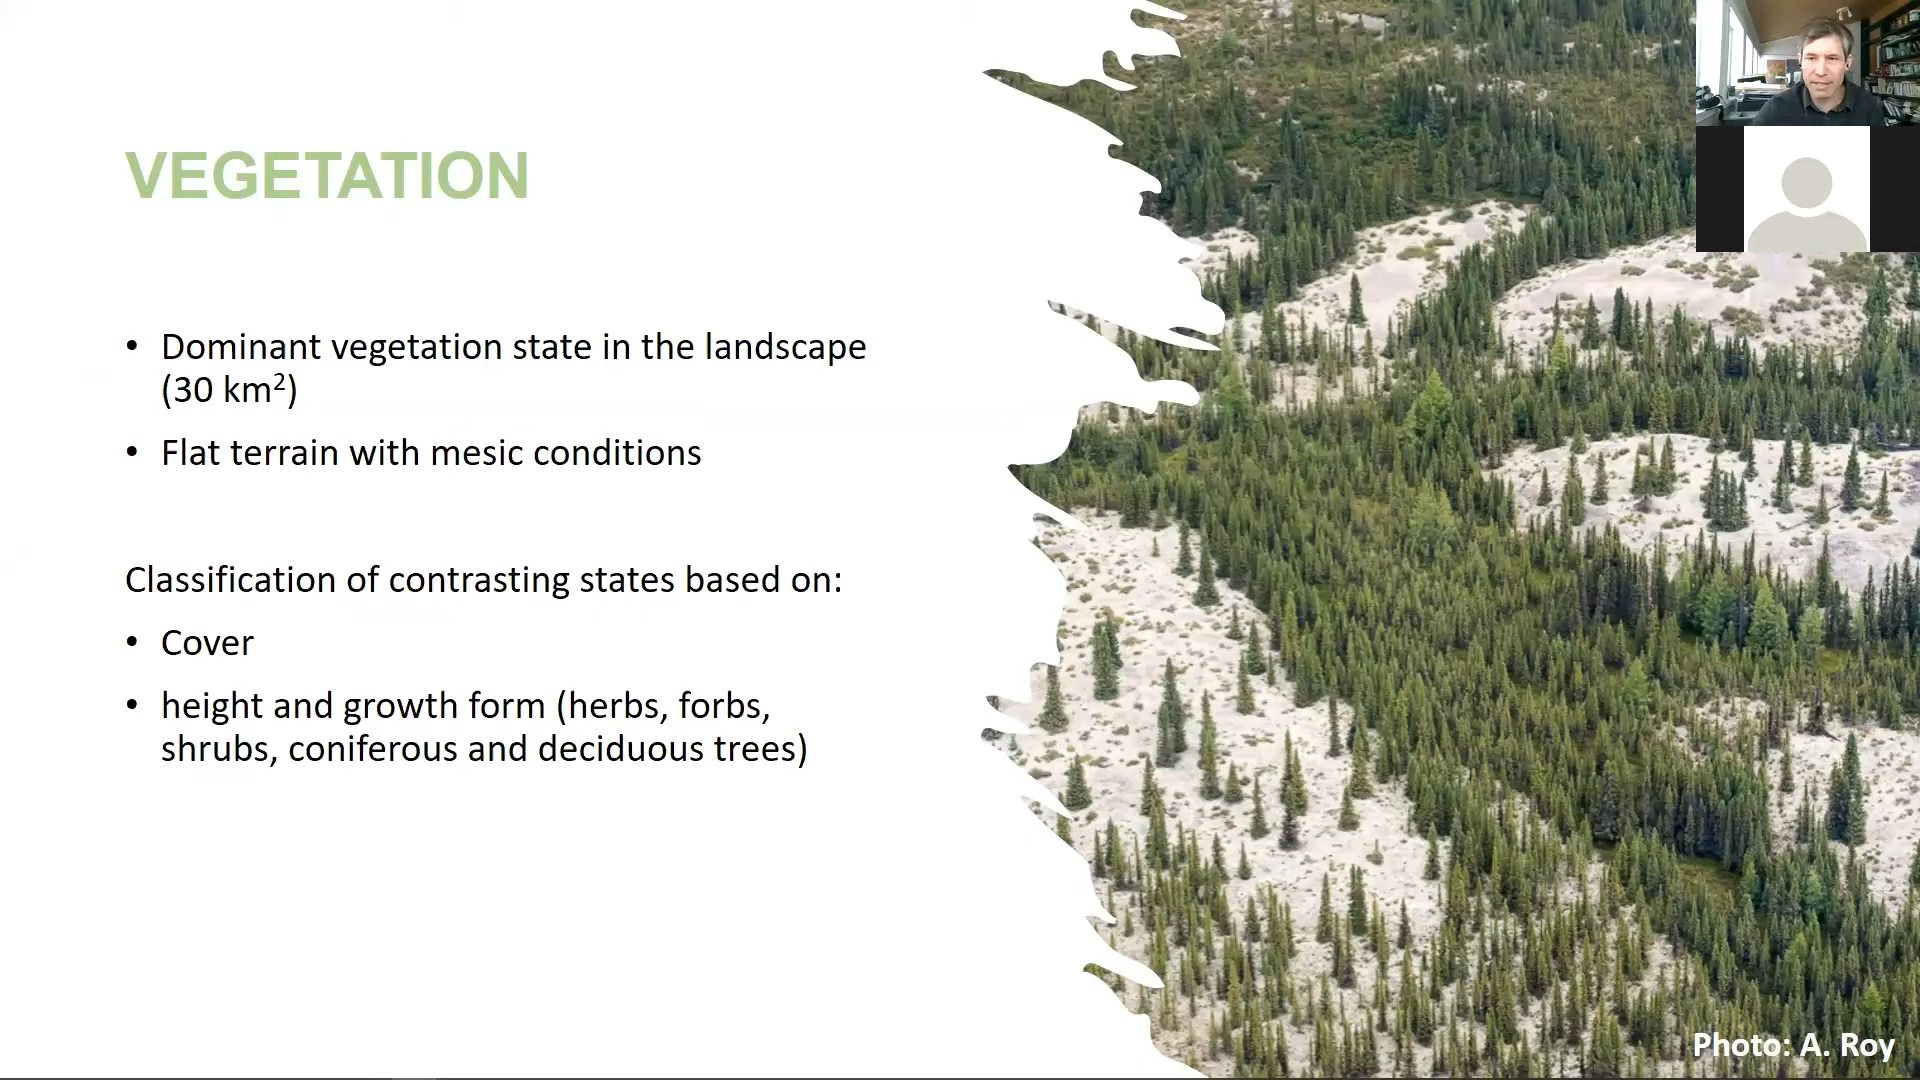 VEGETATION
• Dominant vegetation state in the landscape
(30 km²)
• Flat terrain with mesic conditions
Classification of contrasting states based on:
• Cover
• height and growth form (herbs, forbs,
shrubs, coniferous and deciduous trees)
Photo: A. Roy